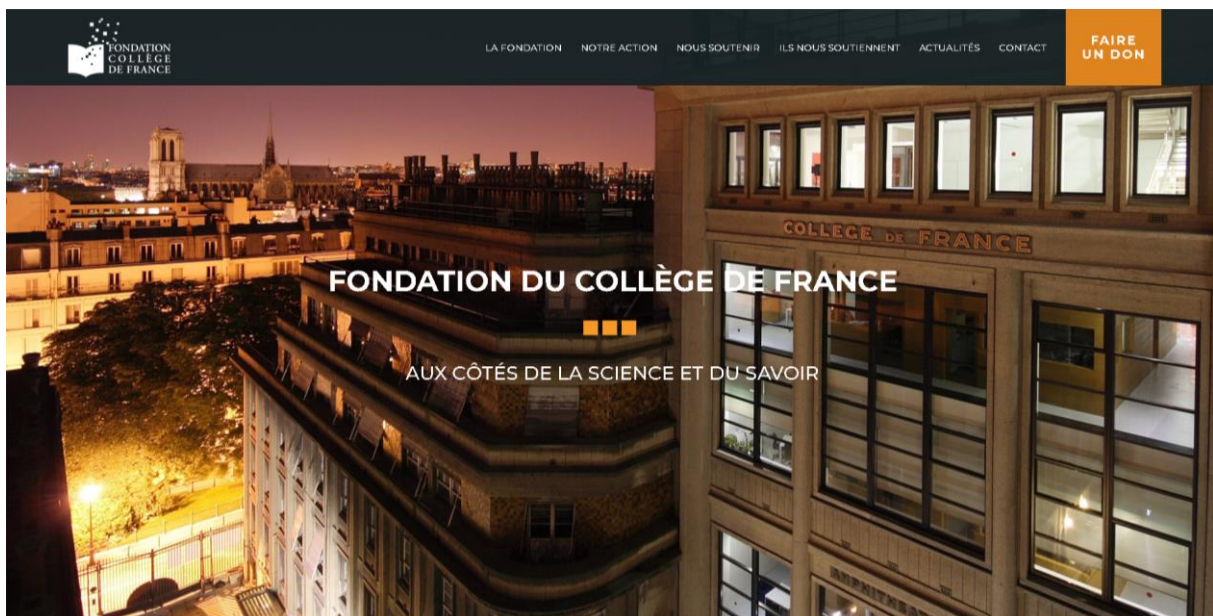 FONDATION
COLLÈGE
DE FRANCE
LA FONDATION NOTRE ACTION NOUS SOUTENIR ILS NOUS SOUTIENNENT ACTUALITÉS CONTACT
FAIRE
UN DON
COLLEGE DE FRANCE
FONDATION DU COLLÈGE DE FRANCE
AUX CÔTÉS DE LA SCIENCE ET DU SAVOIR